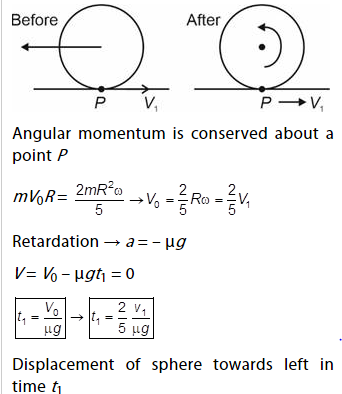 Before After
P V₁ P → V₁
Angular momentum is conserved about a
point P
mV₀R = 2mR²ω/5 → V₀ = 2/5 Rω = 2/5 V₁
Retardation → a = – μg
V = V₀ – μgt₁ = 0
t₁ = V₀/μg → t₁ = 2/5 V₁/μg
Displacement of sphere towards left in
time t₁